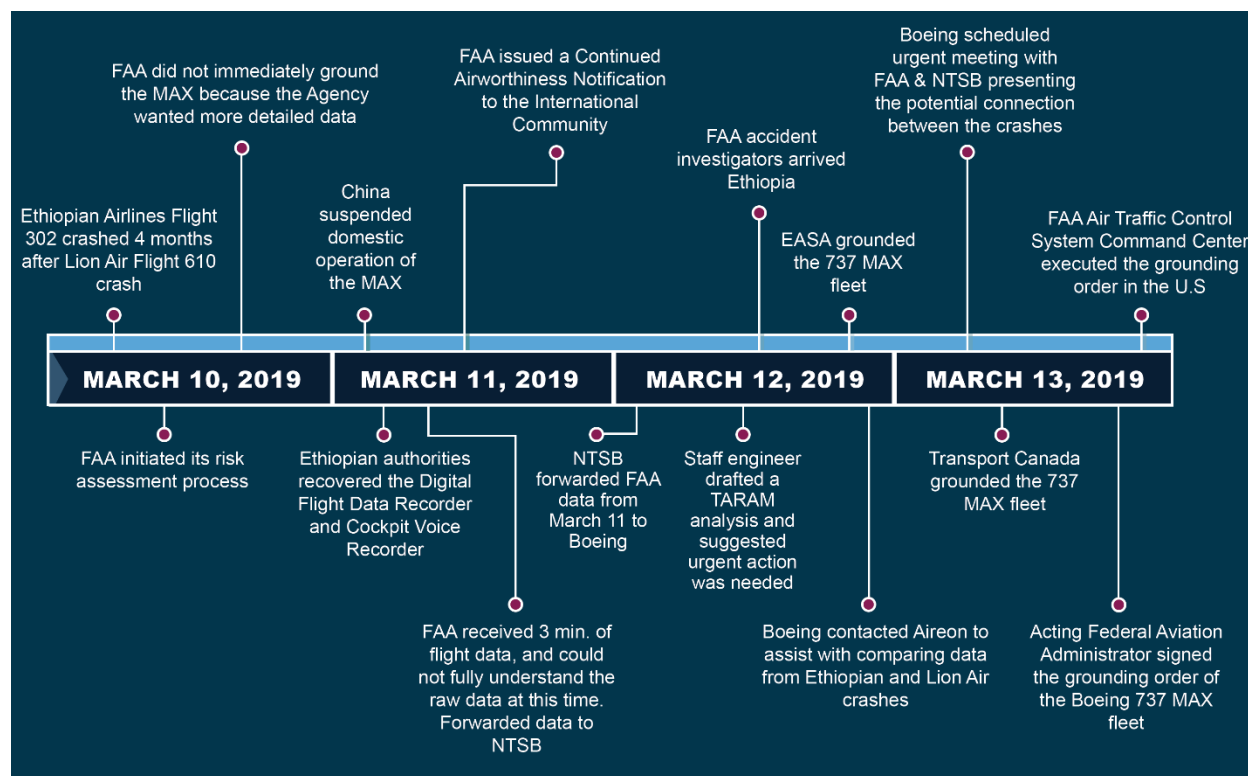 FAA did not immediately ground
the MAX because the Agency
wanted more detailed data
FAA issued a Continued
Airworthiness Notification
to the International
Community
Boeing scheduled
urgent meeting with
FAA & NTSB presenting
the potential connection
between the crashes
FAA accident
investigators arrived
Ethiopia
Ethiopian Airlines Flight
302 crashed 4 months
after Lion Air Flight 610
crash
China
suspended
domestic
operation of
the MAX
EASA grounded
the 737 MAX
fleet
FAA Air Traffic Control
System Command Center
executed the grounding
order in the U.S
MARCH 10, 2019
MARCH 11, 2019
MARCH 12, 2019
MARCH 13, 2019
FAA initiated its risk
assessment process
Ethiopian authorities
recovered the Digital
Flight Data Recorder
and Cockpit Voice
Recorder
NTSB
forwarded FAA
data from
March 11 to
Boeing
Staff engineer
drafted a
TARAM
analysis and
suggested
urgent action
was needed
Transport Canada
grounded the 737
MAX fleet
FAA received 3 min. of
flight data, and could
not fully understand the
raw data at this time.
Forwarded data to
NTSB
Boeing contacted Aireon to
assist with comparing data
from Ethiopian and Lion Air
crashes
Acting Federal Aviation
Administrator signed
the grounding order of
the Boeing 737 MAX
fleet